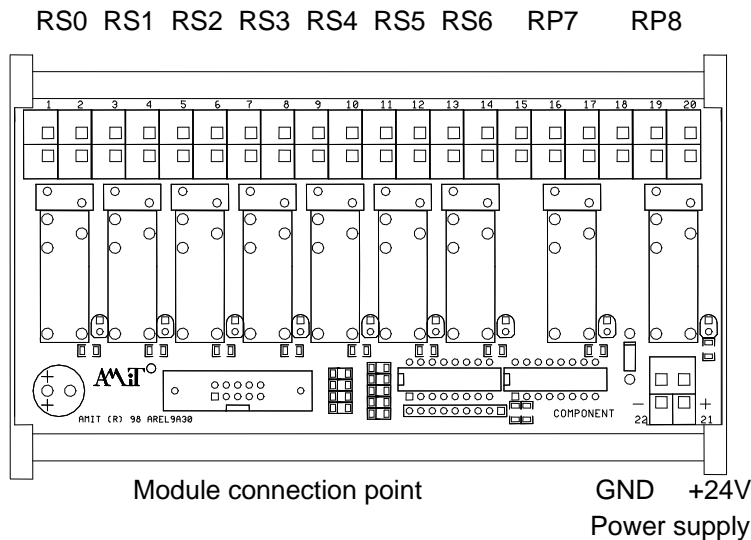 RS0 RS1 RS2 RS3 RS4 RS5 RS6 RP7 RP8
1 2 3 4 5 6 7 8 9 10 11 12 13 14 15 16 17 18 19 20
AMiT
AMIT (R) 98 AREL9A30
COMPONENT
− +
22 21
Module connection point GND +24V
Power supply